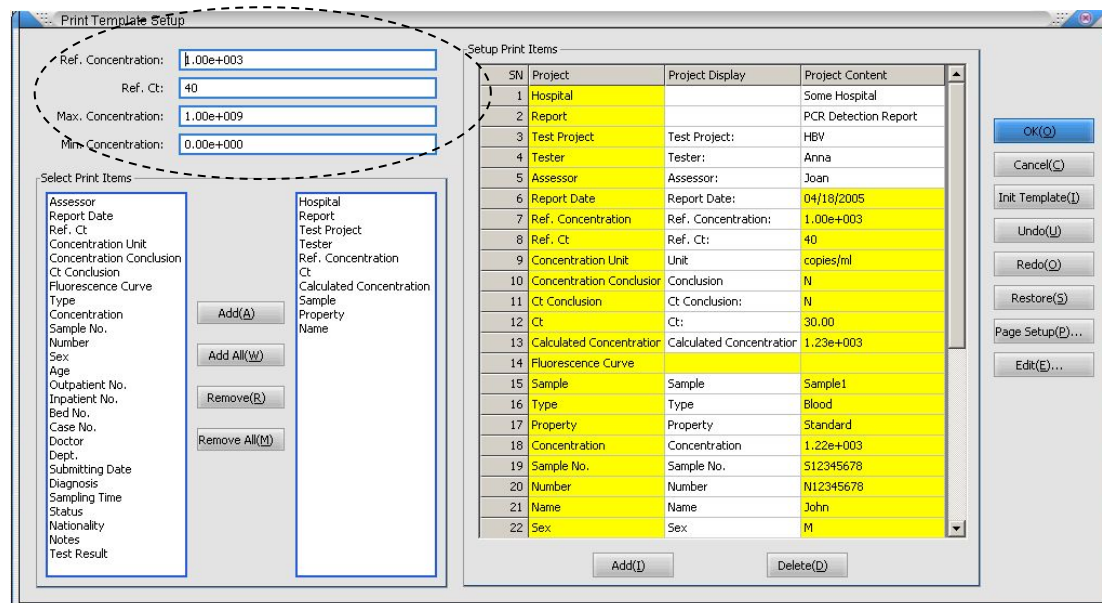 Print Template Setup
Ref. Concentration: 1.00e+003
Ref. Ct: 40
Max. Concentration: 1.00e+009
Min. Concentration: 0.00e+000
Select Print Items
Assessor
Report Date
Ref. Ct
Concentration Unit
Concentration Conclusion
Ct Conclusion
Fluorescence Curve
Type
Concentration
Sample No.
Number
Sex
Age
Outpatient No.
Inpatient No.
Bed No.
Case No.
Doctor
Dept.
Submitting Date
Diagnosis
Sampling Time
Status
Nationality
Notes
Test Result
Add(A)
Add All(W)
Remove(R)
Remove All(M)
Hospital
Report
Test Project
Tester
Ref. Concentration
Ct
Calculated Concentration
Sample
Property
Name
Setup Print Items
SN Project Project Display Project Content
1 Hospital Some Hospital
2 Report PCR Detection Report
3 Test Project Test Project: HBV
4 Tester Tester: Anna
5 Assessor Assessor: Joan
6 Report Date Report Date: 04/18/2005
7 Ref. Concentration Ref. Concentration: 1.00e+003
8 Ref. Ct Ref. Ct: 40
9 Concentration Unit Unit copies/ml
10 Concentration Conclusior Conclusion N
11 Ct Conclusion Ct Conclusion: N
12 Ct Ct: 30.00
13 Calculated Concentratior Calculated Concentratior 1.23e+003
14 Fluorescence Curve
15 Sample Sample Sample1
16 Type Type Blood
17 Property Property Standard
18 Concentration Concentration 1.22e+003
19 Sample No. Sample No. S12345678
20 Number Number N12345678
21 Name Name John
22 Sex Sex M
Add(I) Delete(D)
OK(O)
Cancel(C)
Init Template(I)
Undo(U)
Redo(O)
Restore(S)
Page Setup(P)...
Edit(E)...